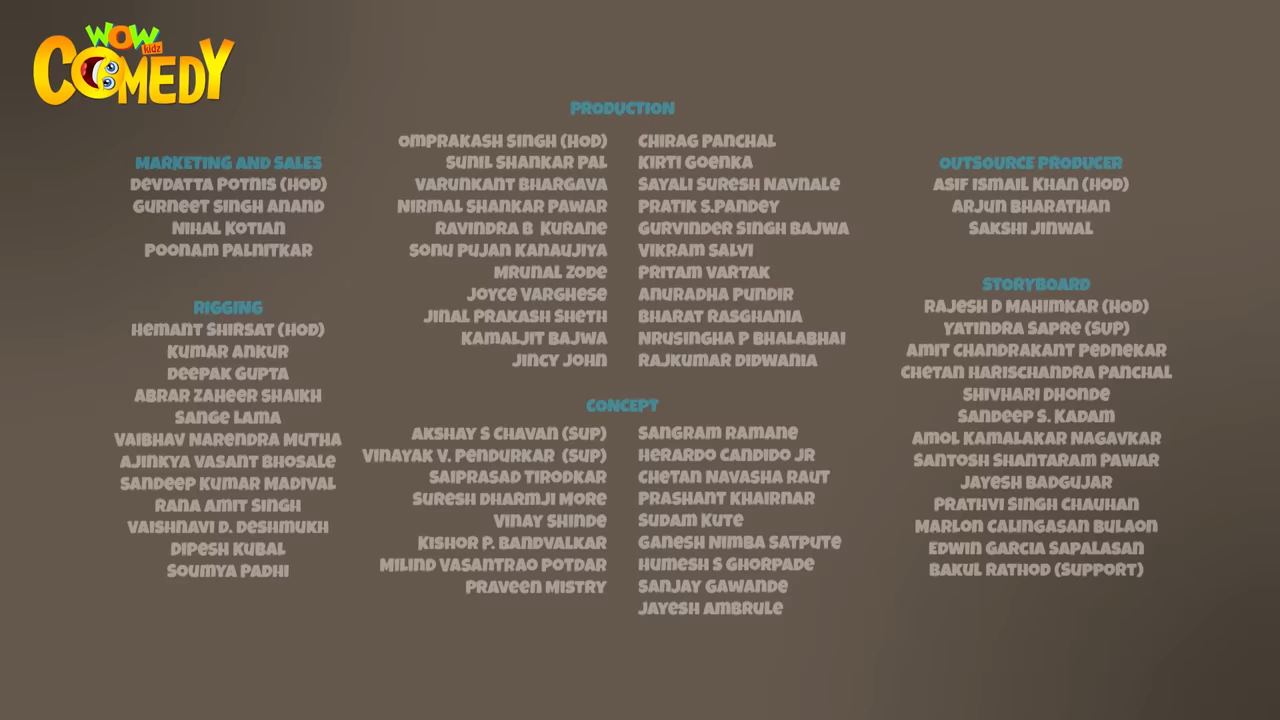 WOW
kidz
COMEDY
MARKETING AND SALES
DEVDATTA POTNIS (HOD)
GURNEET SINGH ANAND
NIHAL KOTIAN
POONAM PALNITKAR
RIGGING
HEMANT SHIRSAT (HOD)
KUMAR ANKUR
DEEPAK GUPTA
ABRAR ZAHEER SHAIKH
SANGE LAMA
VAIBHAV NARENDRA MUTHA
AJINKYA VASANT BHOSALE
SANDEEP KUMAR MADIVAL
RANA AMIT SINGH
VAISHNAVI D. DESHMUKH
DIPESH KUBAL
SOUMYA PADHI
PRODUCTION
OMPRAKASH SINGH (HOD)
SUNIL SHANKAR PAL
VARUNKANT BHARGAVA
NIRMAL SHANKAR PAWAR
RAVINDRA B KURANE
SONU PUJAN KANAUJIYA
MRUNAL ZODE
JOYCE VARGHESE
JINAL PRAKASH SHETH
KAMALJIT BAJWA
JINCY JOHN
CHIRAG PANCHAL
KIRTI GOENKA
SAYALI SURESH NAVNALE
PRATIK S.PANDEY
GURVINDER SINGH BAJWA
VIKRAM SALVI
PRITAM VARTAK
ANURADHA PUNDIR
BHARAT RASGHANIA
NRUSINGHA P BHALABHAI
RAJKUMAR DIDWANIA
CONCEPT
AKSHAY S CHAVAN (SUP)
VINAYAK V. PENDURKAR (SUP)
SAIPRASAD TIRODKAR
SURESH DHARMJI MORE
VINAY SHINDE
KISHOR P. BANDVALKAR
MILIND VASANTRAO POTDAR
PRAVEEN MISTRY
SANGRAM RAMANE
HERARDO CANDIDO JR
CHETAN NAVASHA RAUT
PRASHANT KHAIRNAR
SUDAM KUTE
GANESH NIMBA SATPUTE
HUMESH S GHORPADE
SANJAY GAWANDE
JAYESH AMBRULE
OUTSOURCE PRODUCER
ASIF ISMAIL KHAN (HOD)
ARJUN BHARATHAN
SAKSHI JINWAL
STORYBOARD
RAJESH D MAHIMKAR (HOD)
YATINDRA SAPRE (SUP)
AMIT CHANDRAKANT PEDNEKAR
CHETAN HARISCHANDRA PANCHAL
SHIVHARI DHONDE
SANDEEP S. KADAM
AMOL KAMALAKAR NAGAVKAR
SANTOSH SHANTARAM PAWAR
JAYESH BADGUJAR
PRATHVI SINGH CHAUHAN
MARLON CALINGASAN BULAON
EDWIN GARCIA SAPALASAN
BAKUL RATHOD (SUPPORT)